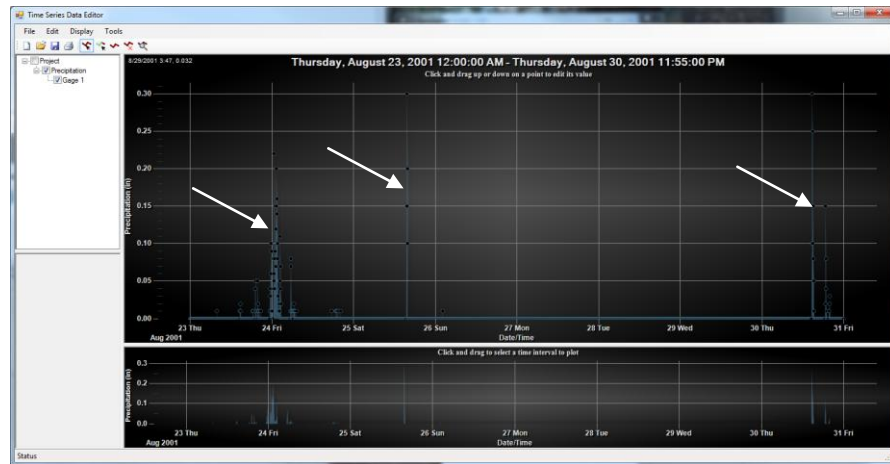 Time Series Data Editor
File Edit Display Tools
Project
Precipitation
Gage 1
8/29/2001 3:47, 0.032
Thursday, August 23, 2001 12:00:00 AM - Thursday, August 30, 2001 11:55:00 PM
Click and drag up or down on a point to edit its value
Precipitation (in)
0.30
0.25
0.20
0.15
0.10
0.05
0.00
23 Thu 24 Fri 25 Sat 26 Sun 27 Mon 28 Tue 29 Wed 30 Thu 31 Fri
Aug 2001 Date/Time
Click and drag to select a time interval to plot
Precipitation (in)
0.3
0.2
0.1
0.0
23 Thu 24 Fri 25 Sat 26 Sun 27 Mon 28 Tue 29 Wed 30 Thu 31 Fri
Aug 2001 Date/Time
Status